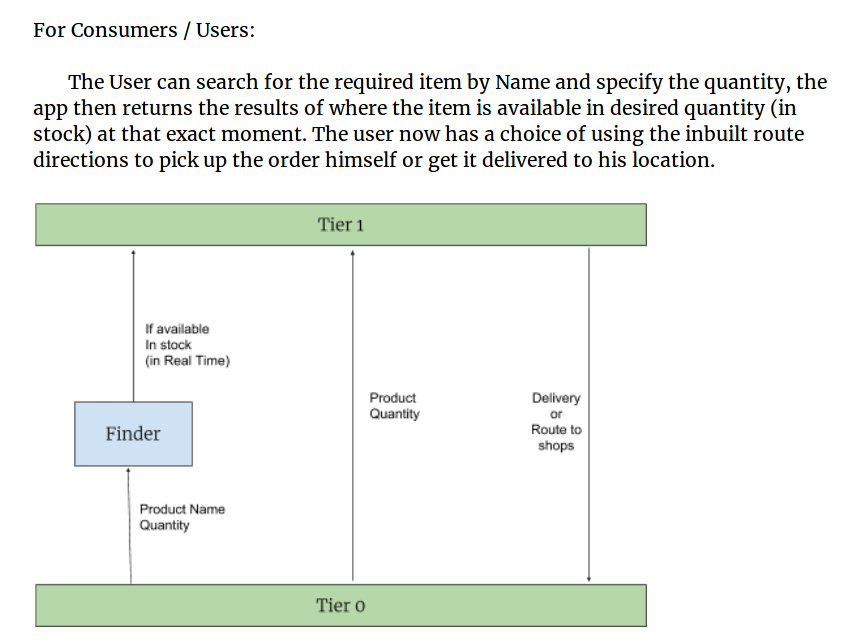 For Consumers / Users:
The User can search for the required item by Name and specify the quantity, the
app then returns the results of where the item is available in desired quantity (in
stock) at that exact moment. The user now has a choice of using the inbuilt route
directions to pick up the order himself or get it delivered to his location.
Tier 1
If available
In stock
(in Real Time)
Product
Quantity
Delivery
or
Route to
shops
Finder
Product Name
Quantity
Tier 0